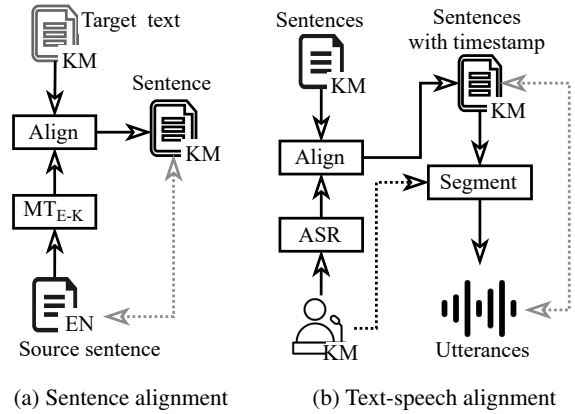 Target text
KM
Sentence
Align
KM
MT_E-K
EN
Source sentence
(a) Sentence alignment
Sentences
KM
Sentences
with timestamp
KM
Align
Segment
ASR
KM
Utterances
(b) Text-speech alignment